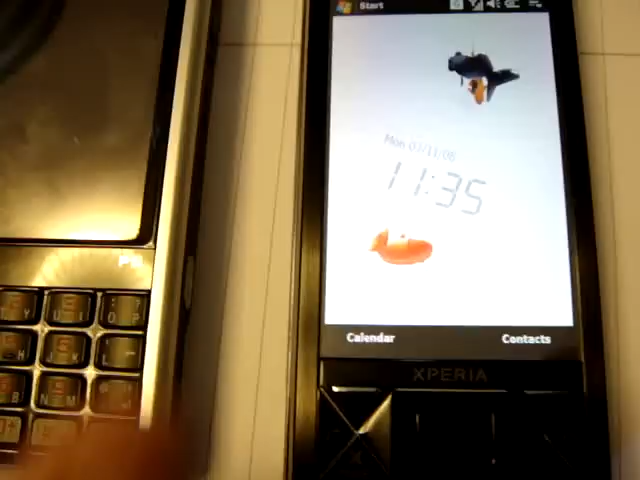 Start
Mon 03/11/08
11:35
Calendar
Contacts
XPERIA
Y
U I
O P
H
J K
L
B
N M